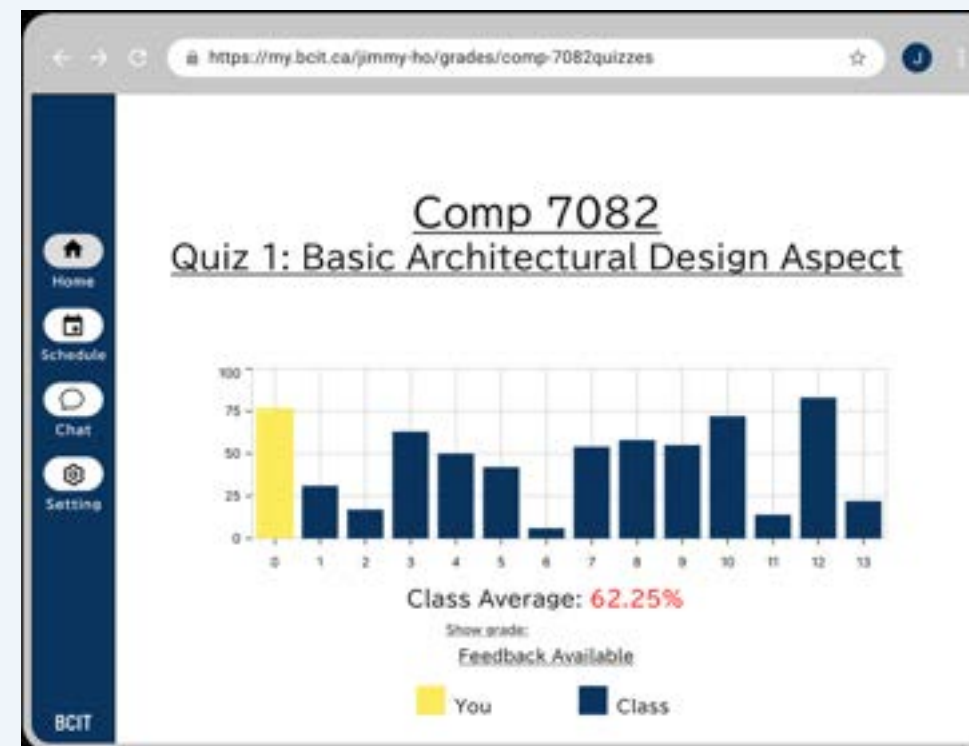 https://my.bcit.ca/jimmy-ho/grades/comp-7082quizzes
J
Comp 7082
Quiz 1: Basic Architectural Design Aspect
Home
Schedule
Chat
Setting
100
75
50
25
0
0 1 2 3 4 5 6 7 8 9 10 11 12 13
Class Average: 62.25%
Show grade:
Feedback Available
You
Class
BCIT